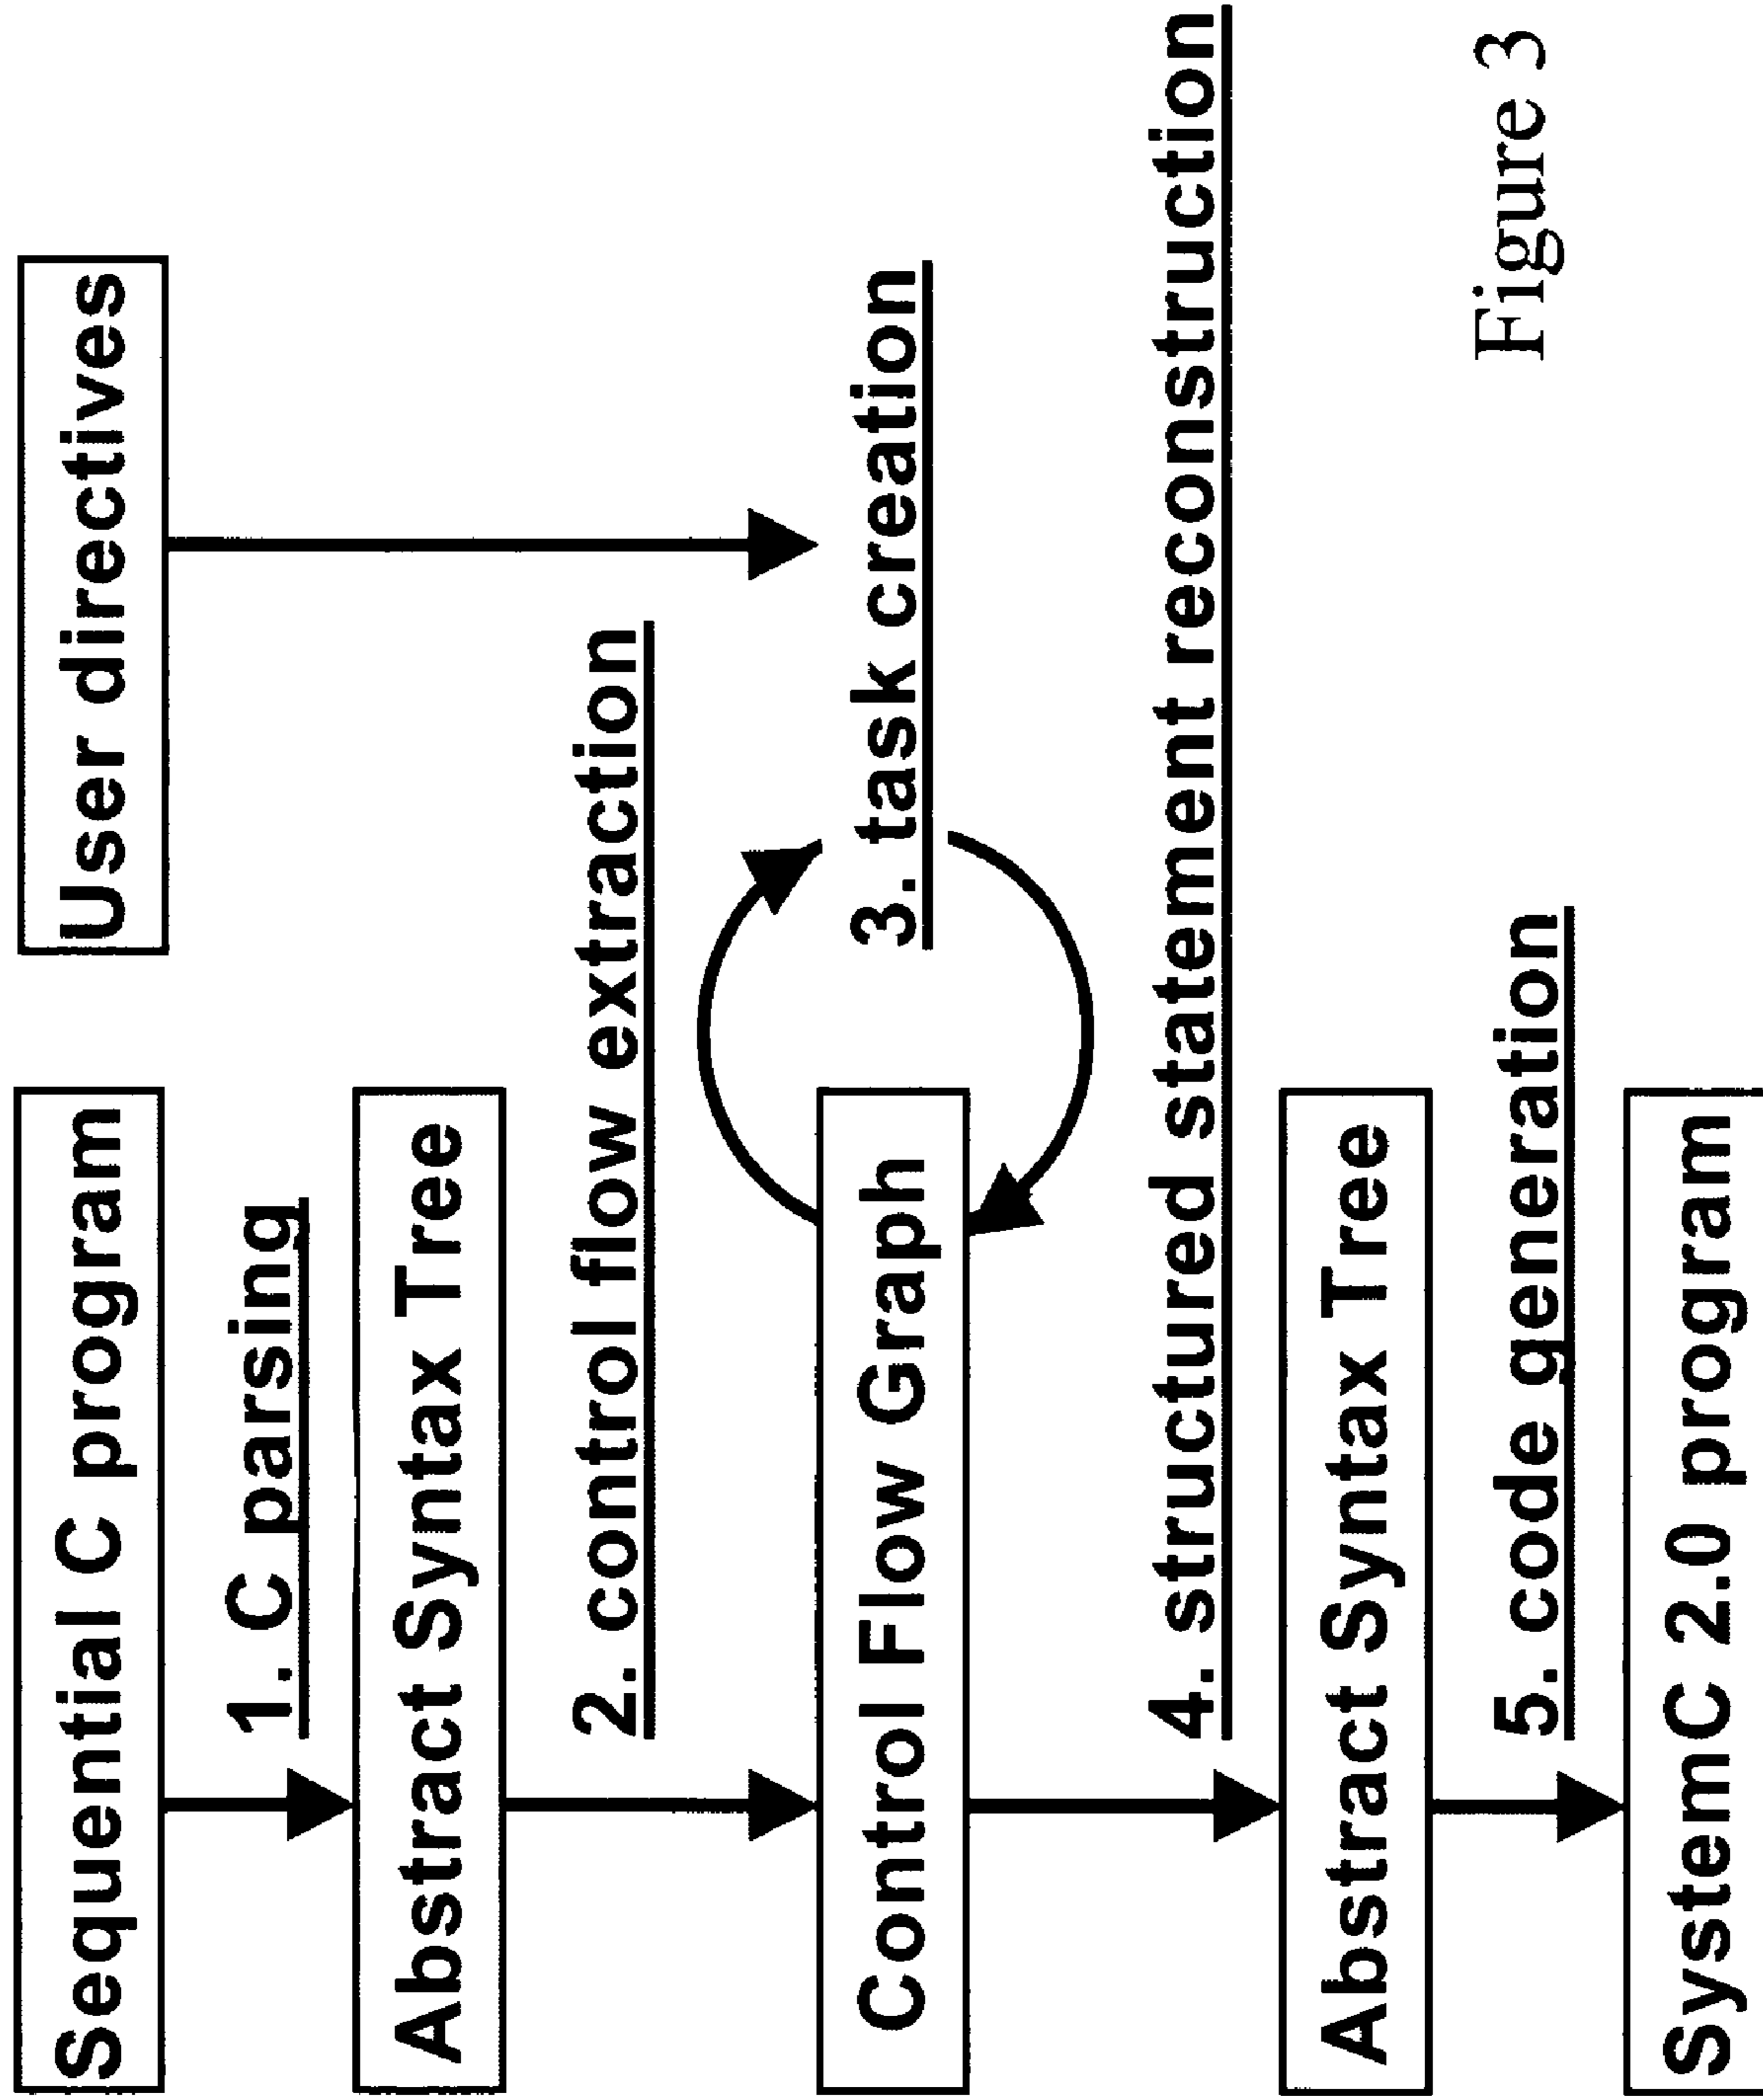 Sequential C program
User directives
1. C parsing
Abstract Syntax Tree
2. control flow extraction
Control Flow Graph
3. task creation
4. structured statement reconstruction
Abstract Syntax Tree
5. code generation
SystemC 2.0 program
Figure 3